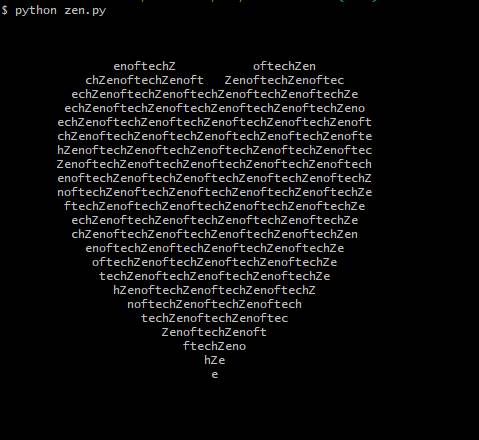 $ python zen.py
enoftechZ oftechZen
chZenoftechZenoft ZenoftechZenoftec
echZenoftechZenoftechZenoftechZenoftechZe
echZenoftechZenoftechZenoftechZenoftechZeno
echZenoftechZenoftechZenoftechZenoftechZenoft
chZenoftechZenoftechZenoftechZenoftechZenofte
hZenoftechZenoftechZenoftechZenoftechZenoftec
ZenoftechZenoftechZenoftechZenoftechZenoftech
enoftechZenoftechZenoftechZenoftechZenoftechZ
noftechZenoftechZenoftechZenoftechZenoftechZe
ftechZenoftechZenoftechZenoftechZenoftechZe
echZenoftechZenoftechZenoftechZenoftechZe
chZenoftechZenoftechZenoftechZenoftechZen
enoftechZenoftechZenoftechZenoftechZe
oftechZenoftechZenoftechZenoftechZe
techZenoftechZenoftechZenoftechZe
hZenoftechZenoftechZenoftechZ
noftechZenoftechZenoftech
techZenoftechZenoftec
ZenoftechZenoft
ftechZeno
hZe
e